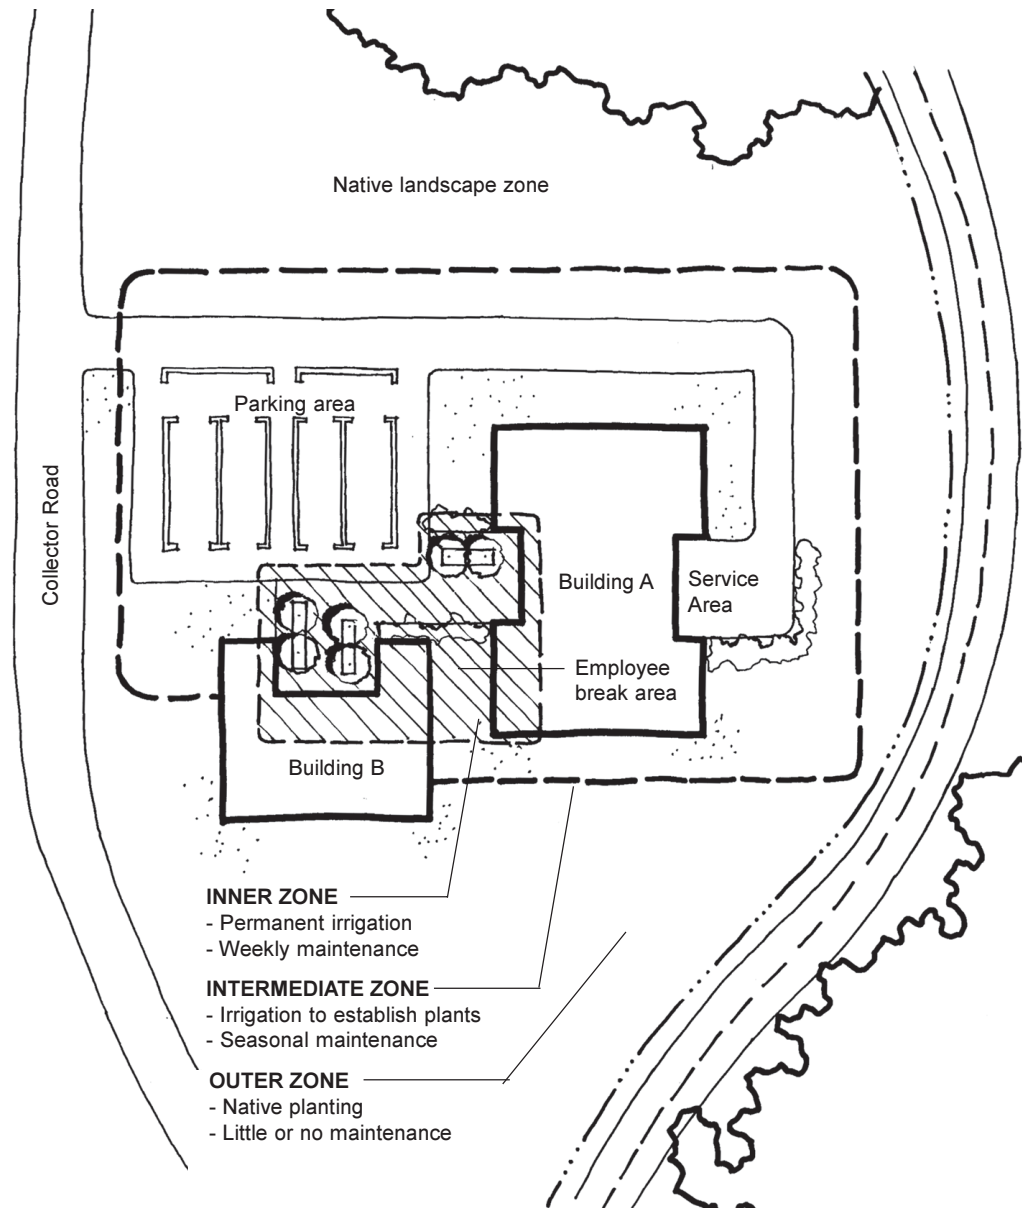 Native landscape zone
Parking area
Collector Road
Building A
Service
Area
Employee
break area
Building B
INNER ZONE
- Permanent irrigation
- Weekly maintenance
INTERMEDIATE ZONE
- Irrigation to establish plants
- Seasonal maintenance
OUTER ZONE
- Native planting
- Little or no maintenance